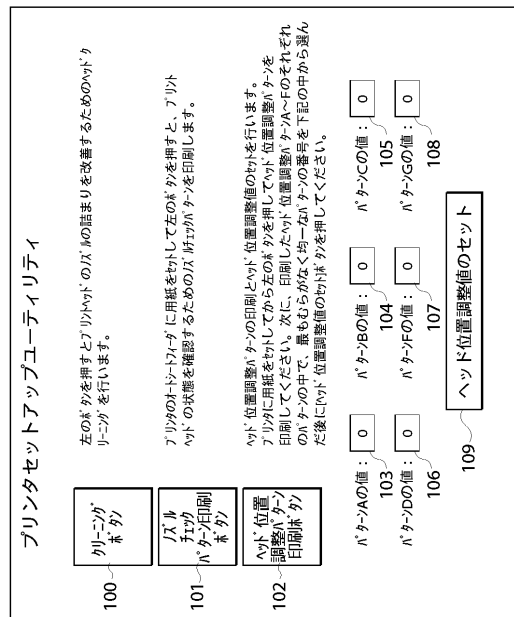 プリンタセットアップユーティリティ
クリーニング
ボタン
100
左のボタンを押すとプリントヘッドのノズルの詰まりを改善するためのヘッドク
リーニングを行います。
ノズル
チェック
パターン印刷
ボタン
101
プリンタのオートシートフィーダに用紙をセットして左のボタンを押すと、プリント
ヘッドの状態を確認するためのノズルチェックパターンを印刷します。
ヘッド位置
調整パターン
印刷ボタン
102
ヘッド位置調整パターンの印刷とヘッド位置調整値のセットを行います。
プリンタに用紙をセットしてから左のボタンを押してヘッド位置調整パターンを
印刷してください。次に、印刷したヘッド位置調整パターンA~Fのそれぞれ
のパターンの中で、最もむらがなく均一なパターンの番号を下記の中から選ん
だ後に[ヘッド位置調整値のセット]ボタンを押してください。
パターンAの値: 0
103
パターンBの値: 0
104
パターンCの値: 0
105
パターンDの値: 0
106
パターンFの値: 0
107
パターンGの値: 0
108
ヘッド位置調整値のセット
109